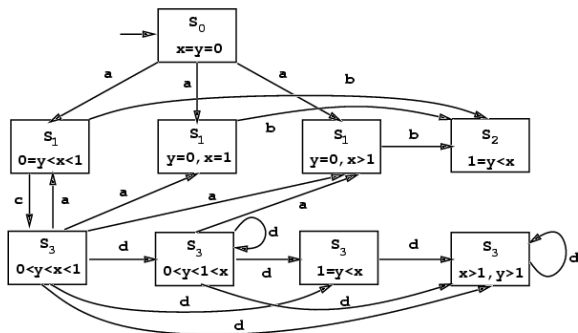 S0
x=y=0
a
a
a
b
S1
0=y<x<1
S1
y=0,x=1
b
S1
y=0,x>1
b
S2
1=y<x
c
a
a
a
a
S3
0<y<x<1
d
S3
0<y<1<x
d
d
S3
1=y<x
d
S3
x>1,y>1
d
d
d
d